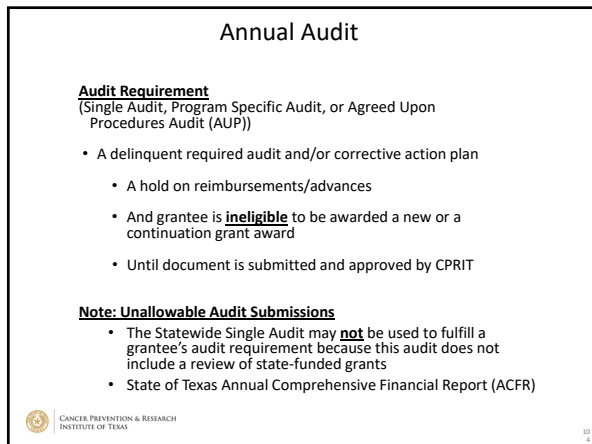 Annual Audit
Audit Requirement
(Single Audit, Program Specific Audit, or Agreed Upon
Procedures Audit (AUP))
• A delinquent required audit and/or corrective action plan
• A hold on reimbursements/advances
• And grantee is ineligible to be awarded a new or a
continuation grant award
• Until document is submitted and approved by CPRIT
Note: Unallowable Audit Submissions
• The Statewide Single Audit may not be used to fulfill a
grantee's audit requirement because this audit does not
include a review of state-funded grants
• State of Texas Annual Comprehensive Financial Report (ACFR)
CANCER PREVENTION & RESEARCH
INSTITUTE OF TEXAS
10
4